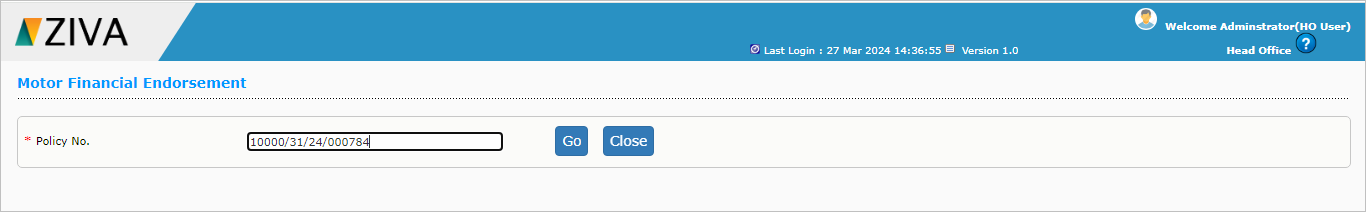 ZIVA
Welcome Adminstrator(HO User)
Last Login : 27 Mar 2024 14:36:55 Version 1.0
Head Office ?
Motor Financial Endorsement
* Policy No. 10000/31/24/000784 Go Close